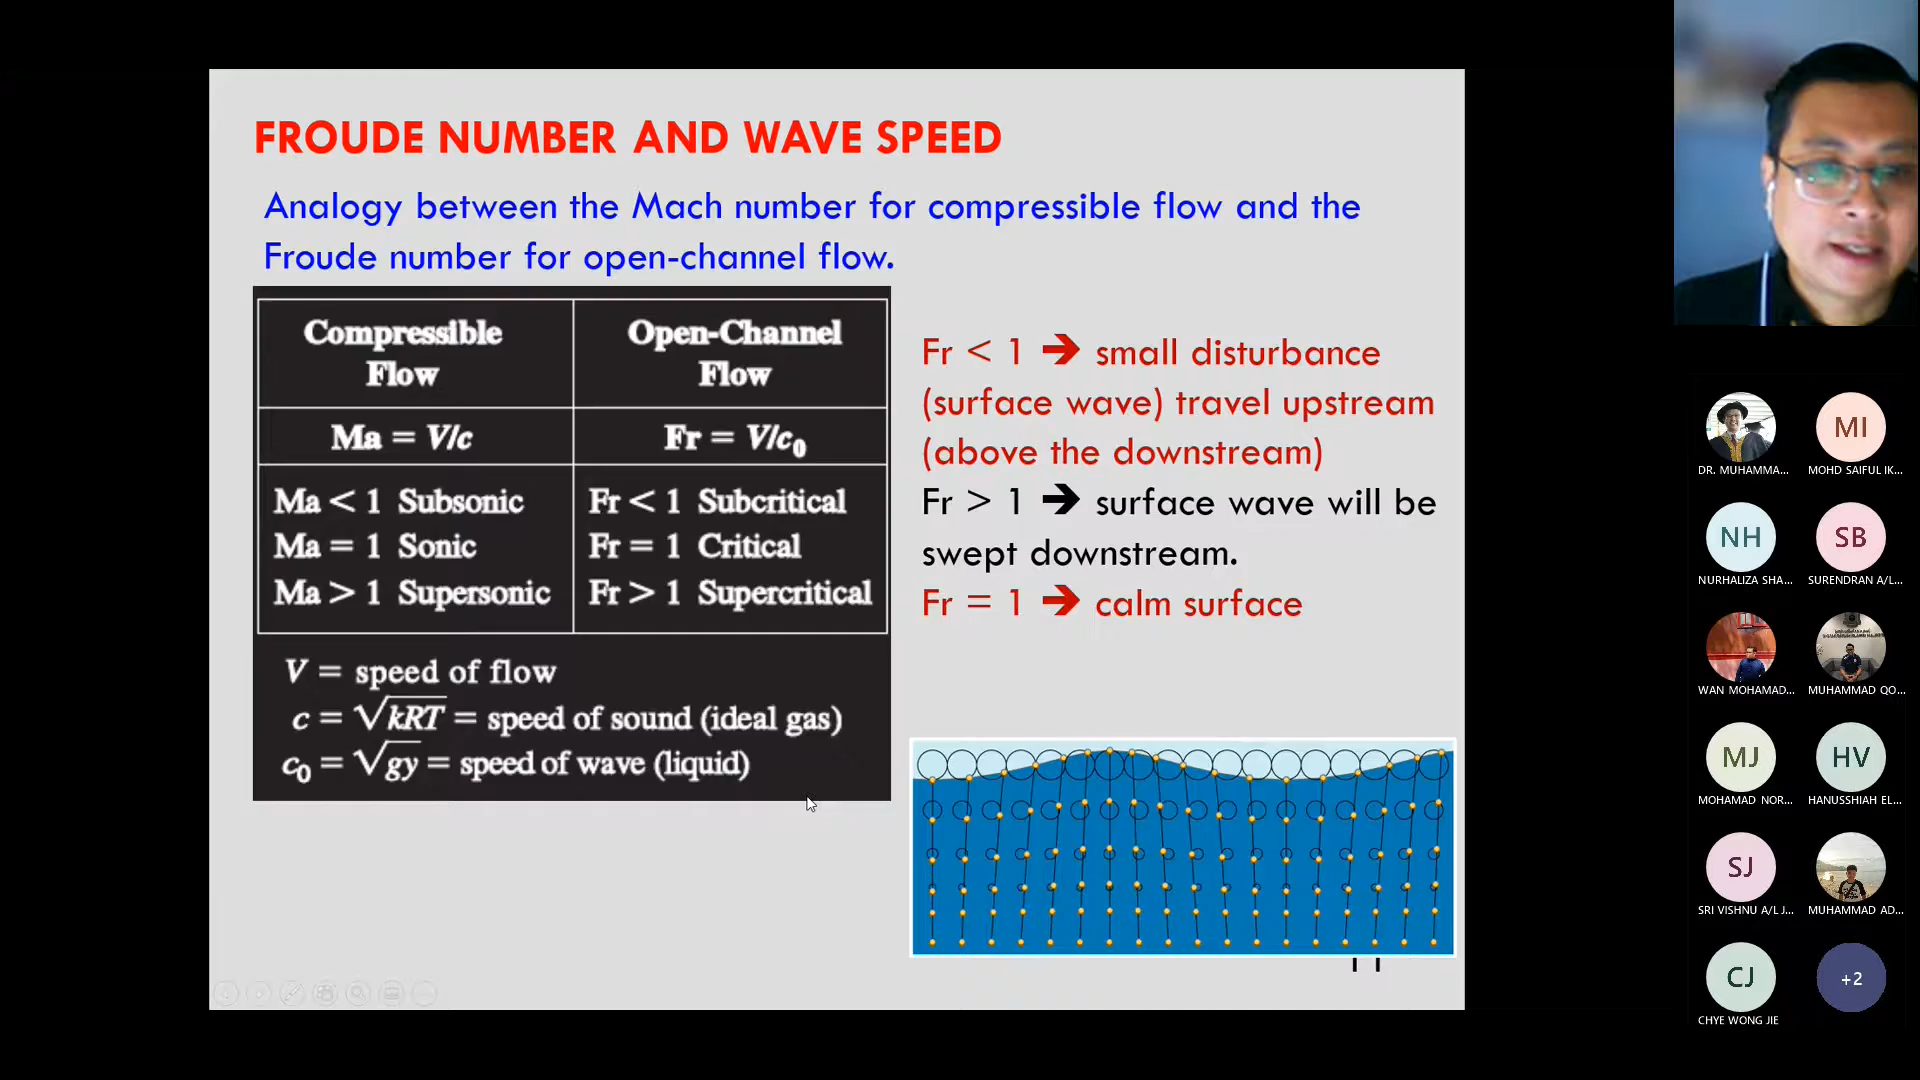 FROUDE NUMBER AND WAVE SPEED
Analogy between the Mach number for compressible flow and the
Froude number for open-channel flow.
Compressible
Flow
Open-Channel
Flow
Ma = V/c
Fr = V/c₀
Ma < 1 Subsonic
Fr < 1 Subcritical
Ma = 1 Sonic
Fr = 1 Critical
Ma > 1 Supersonic
Fr > 1 Supercritical
V = speed of flow
c = √kRT = speed of sound (ideal gas)
c₀ = √gy = speed of wave (liquid)
Fr < 1 ➔ small disturbance
(surface wave) travel upstream
(above the downstream)
Fr > 1 ➔ surface wave will be
swept downstream.
Fr = 1 ➔ calm surface
DR. MUHAMMA...
MI
MOHD SAIFUL IK...
NH
NURHALIZA SHA...
SB
SURENDRAN A/L...
WAN MOHAMAD...
MUHAMMAD QO...
MJ
MOHAMAD NOR...
HV
HANUSSHIAH EL...
SJ
SRI VISHNU A/L J...
MUHAMMAD AD...
CJ
CHYE WONG JIE
+2